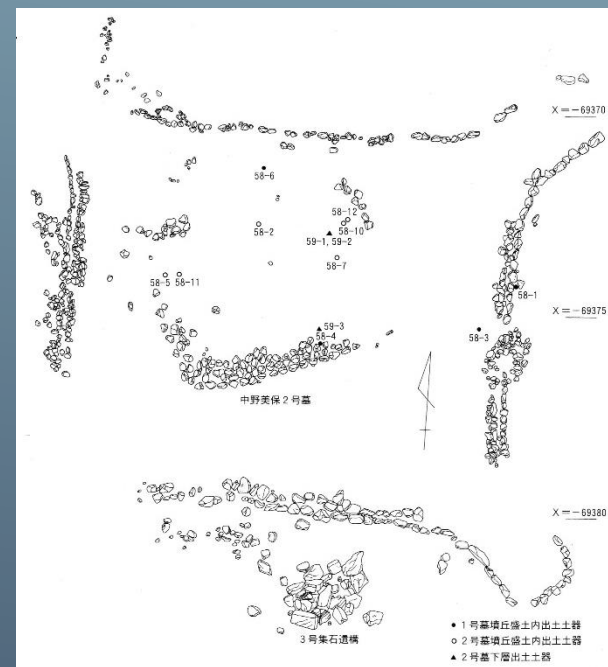 X=-69370
58-6
58-12
58-2
58-10
59-1, 59-2
58-7
58-5
58-11
58-1
X=-69375
59-3
58-3
58-4
中野美保2号墓
X=-69380
3号集石遺構
● 1号墓墳丘盛土内出土土器
○ 2号墓墳丘盛土内出土土器
▲ 2号墓下層出土土器